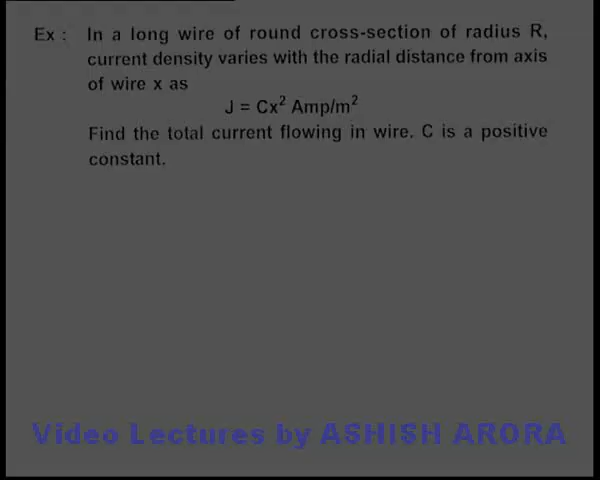 Ex : In a long wire of round cross-section of radius R,
current density varies with the radial distance from axis
of wire x as
J = Cx² Amp/m²
Find the total current flowing in wire. C is a positive
constant.
Video Lectures by ASHISH ARORA